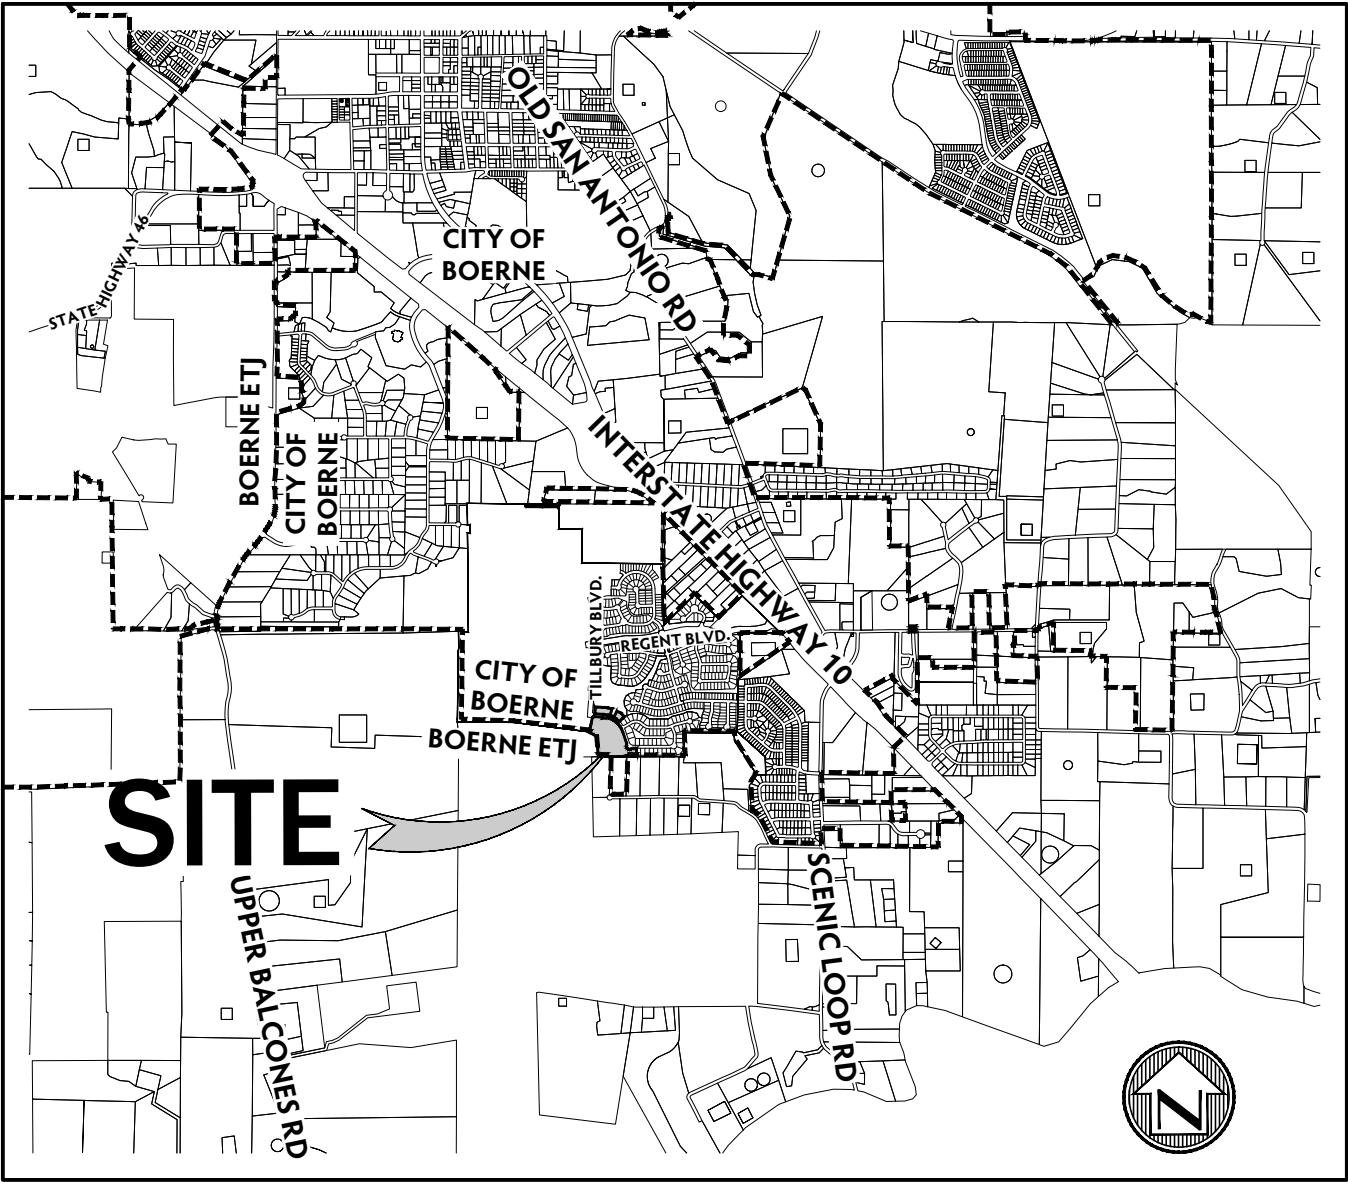 OLD SAN ANTONIO RD
STATE HIGHWAY 46
CITY OF
BOERNE
BOERNE ETJ
CITY OF
BOERNE
INTERSTATE HIGHWAY 10
TILLBURY BLVD.
REGENT BLVD.
CITY OF
BOERNE
BOERNE ETJ
SITE
UPPER BALCONES RD
SCENIC LOOP RD
N